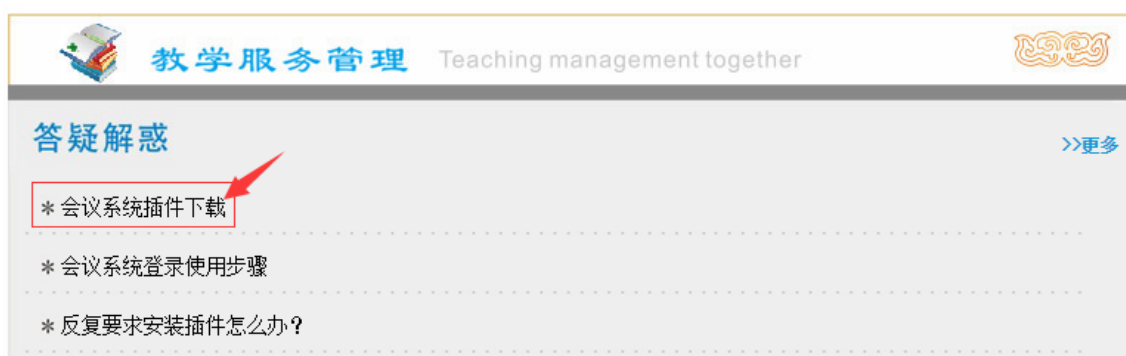 教学服务管理 Teaching management together
答疑解惑
>>更多
*会议系统插件下载
*会议系统登录使用步骤
*反复要求安装插件怎么办？